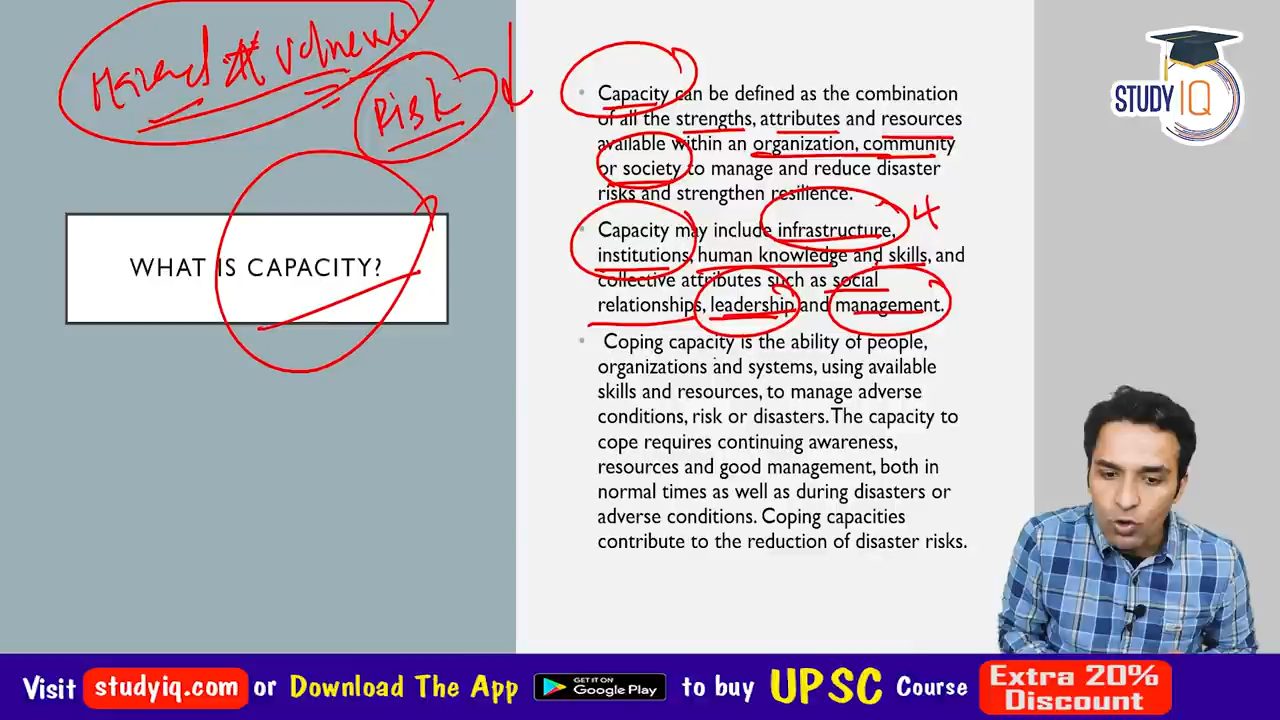 Hazard * Vulnerab
Risk
STUDY IQ
WHAT IS CAPACITY?
Capacity can be defined as the combination
of all the strengths, attributes and resources
available within an organization, community
or society to manage and reduce disaster
risks and strengthen resilience.
Capacity may include infrastructure, 4
institutions, human knowledge and skills, and
collective attributes such as social
relationships, leadership and management.
Coping capacity is the ability of people,
organizations and systems, using available
skills and resources, to manage adverse
conditions, risk or disasters. The capacity to
cope requires continuing awareness,
resources and good management, both in
normal times as well as during disasters or
adverse conditions. Coping capacities
contribute to the reduction of disaster risks.
Visit studyiq.com or Download The App GET IT ON Google Play to buy UPSC Course Extra 20% Discount